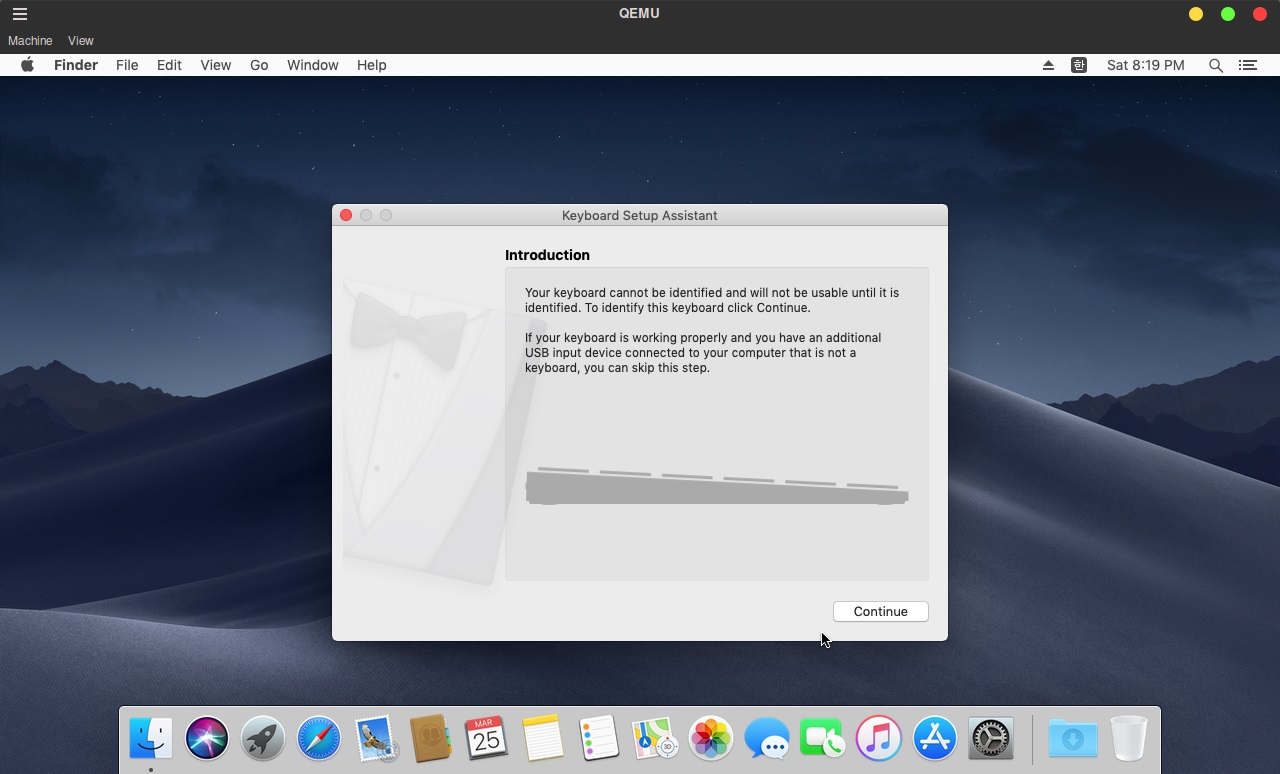 QEMU
Machine View
Finder File Edit View Go Window Help 한 Sat 8:19 PM
Keyboard Setup Assistant
Introduction
Your keyboard cannot be identified and will not be usable until it is
identified. To identify this keyboard click Continue.
If your keyboard is working properly and you have an additional
USB input device connected to your computer that is not a
keyboard, you can skip this step.
Continue
MAR
25
3D